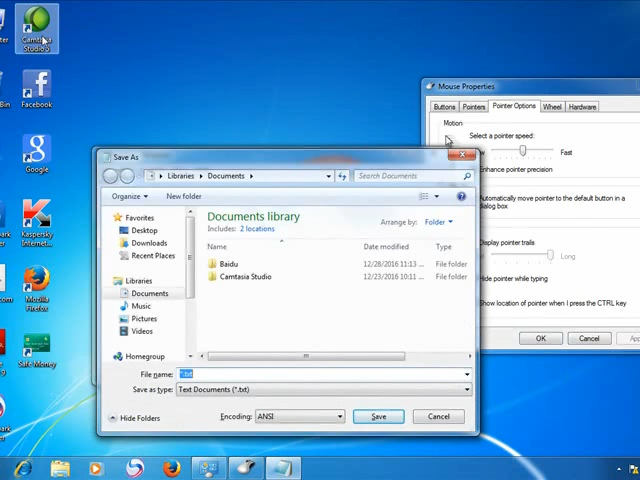 Camtasia
Studio 5
ter
Facebook
Bin
Google
Kaspersky
Internet...
Mozilla
Firefox
com
Safe Money
Mouse Properties
Buttons
Pointers
Pointer Options
Wheel
Hardware
Motion
Select a pointer speed:
Fast
Enhance pointer precision
Automatically move pointer to the default button in a
dialog box
Display pointer trails
Long
Hide pointer while typing
Show location of pointer when I press the CTRL key
OK
Cancel
Save As
Libraries
Documents
Search Documents
Organize
New folder
Favorites
Desktop
Downloads
Recent Places
Libraries
Documents
Music
Pictures
Videos
Homegroup
Documents library
Includes: 2 locations
Arrange by: Folder
Name
Date modified
Type
Baidu
12/28/2016 11:13 ...
File folder
Camtasia Studio
12/23/2016 10:11 ...
File folder
File name:
*.txt
Save as type:
Text Documents (*.txt)
Hide Folders
Encoding:
ANSI
Save
Cancel